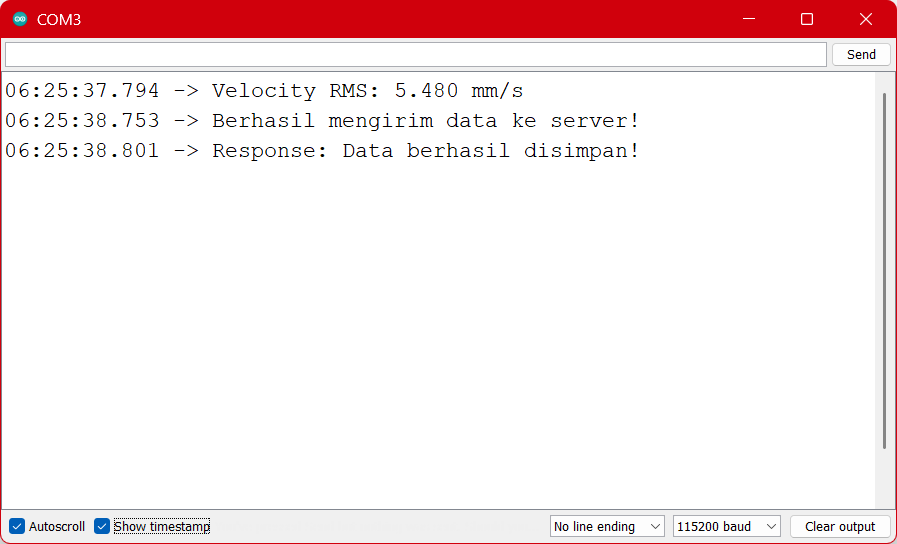 COM3
Send
06:25:37.794 -> Velocity RMS: 5.480 mm/s
06:25:38.753 -> Berhasil mengirim data ke server!
06:25:38.801 -> Response: Data berhasil disimpan!
Autoscroll Show timestamp No line ending 115200 baud Clear output